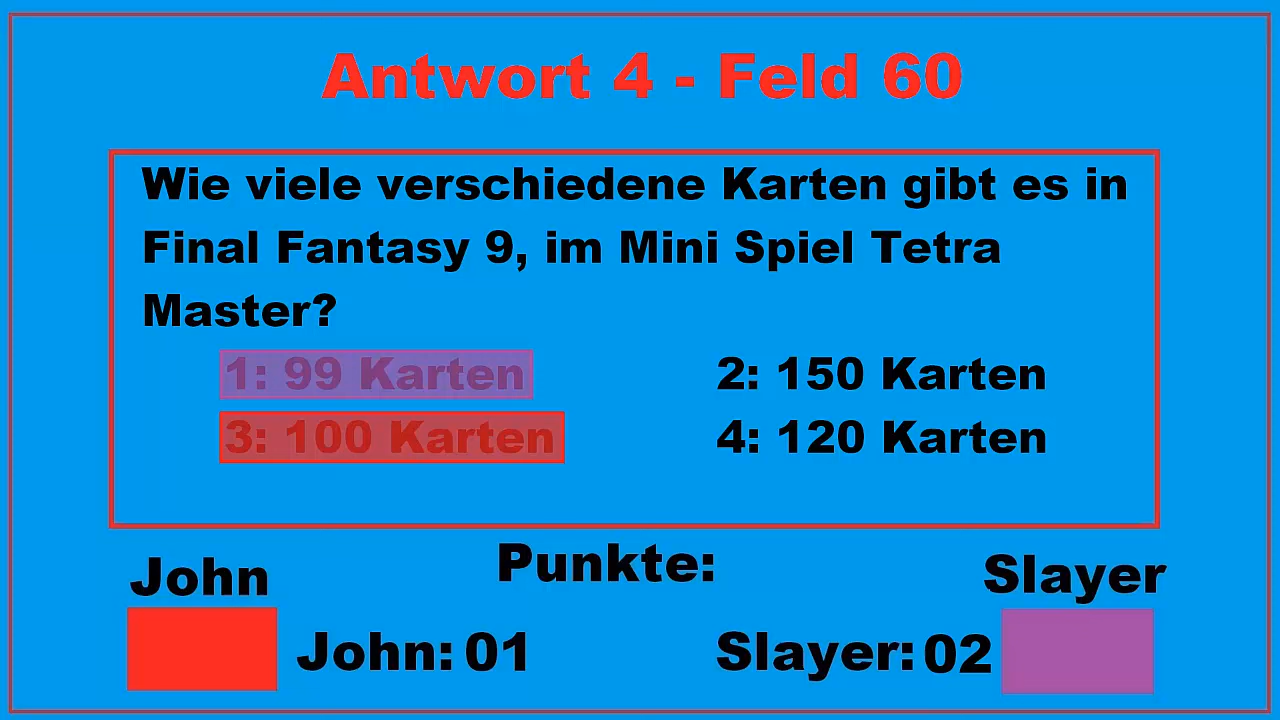 Antwort 4 - Feld 60
Wie viele verschiedene Karten gibt es in
Final Fantasy 9, im Mini Spiel Tetra
Master?
1: 99 Karten 2: 150 Karten
3: 100 Karten 4: 120 Karten
Punkte:
John Slayer
John: 01 Slayer: 02